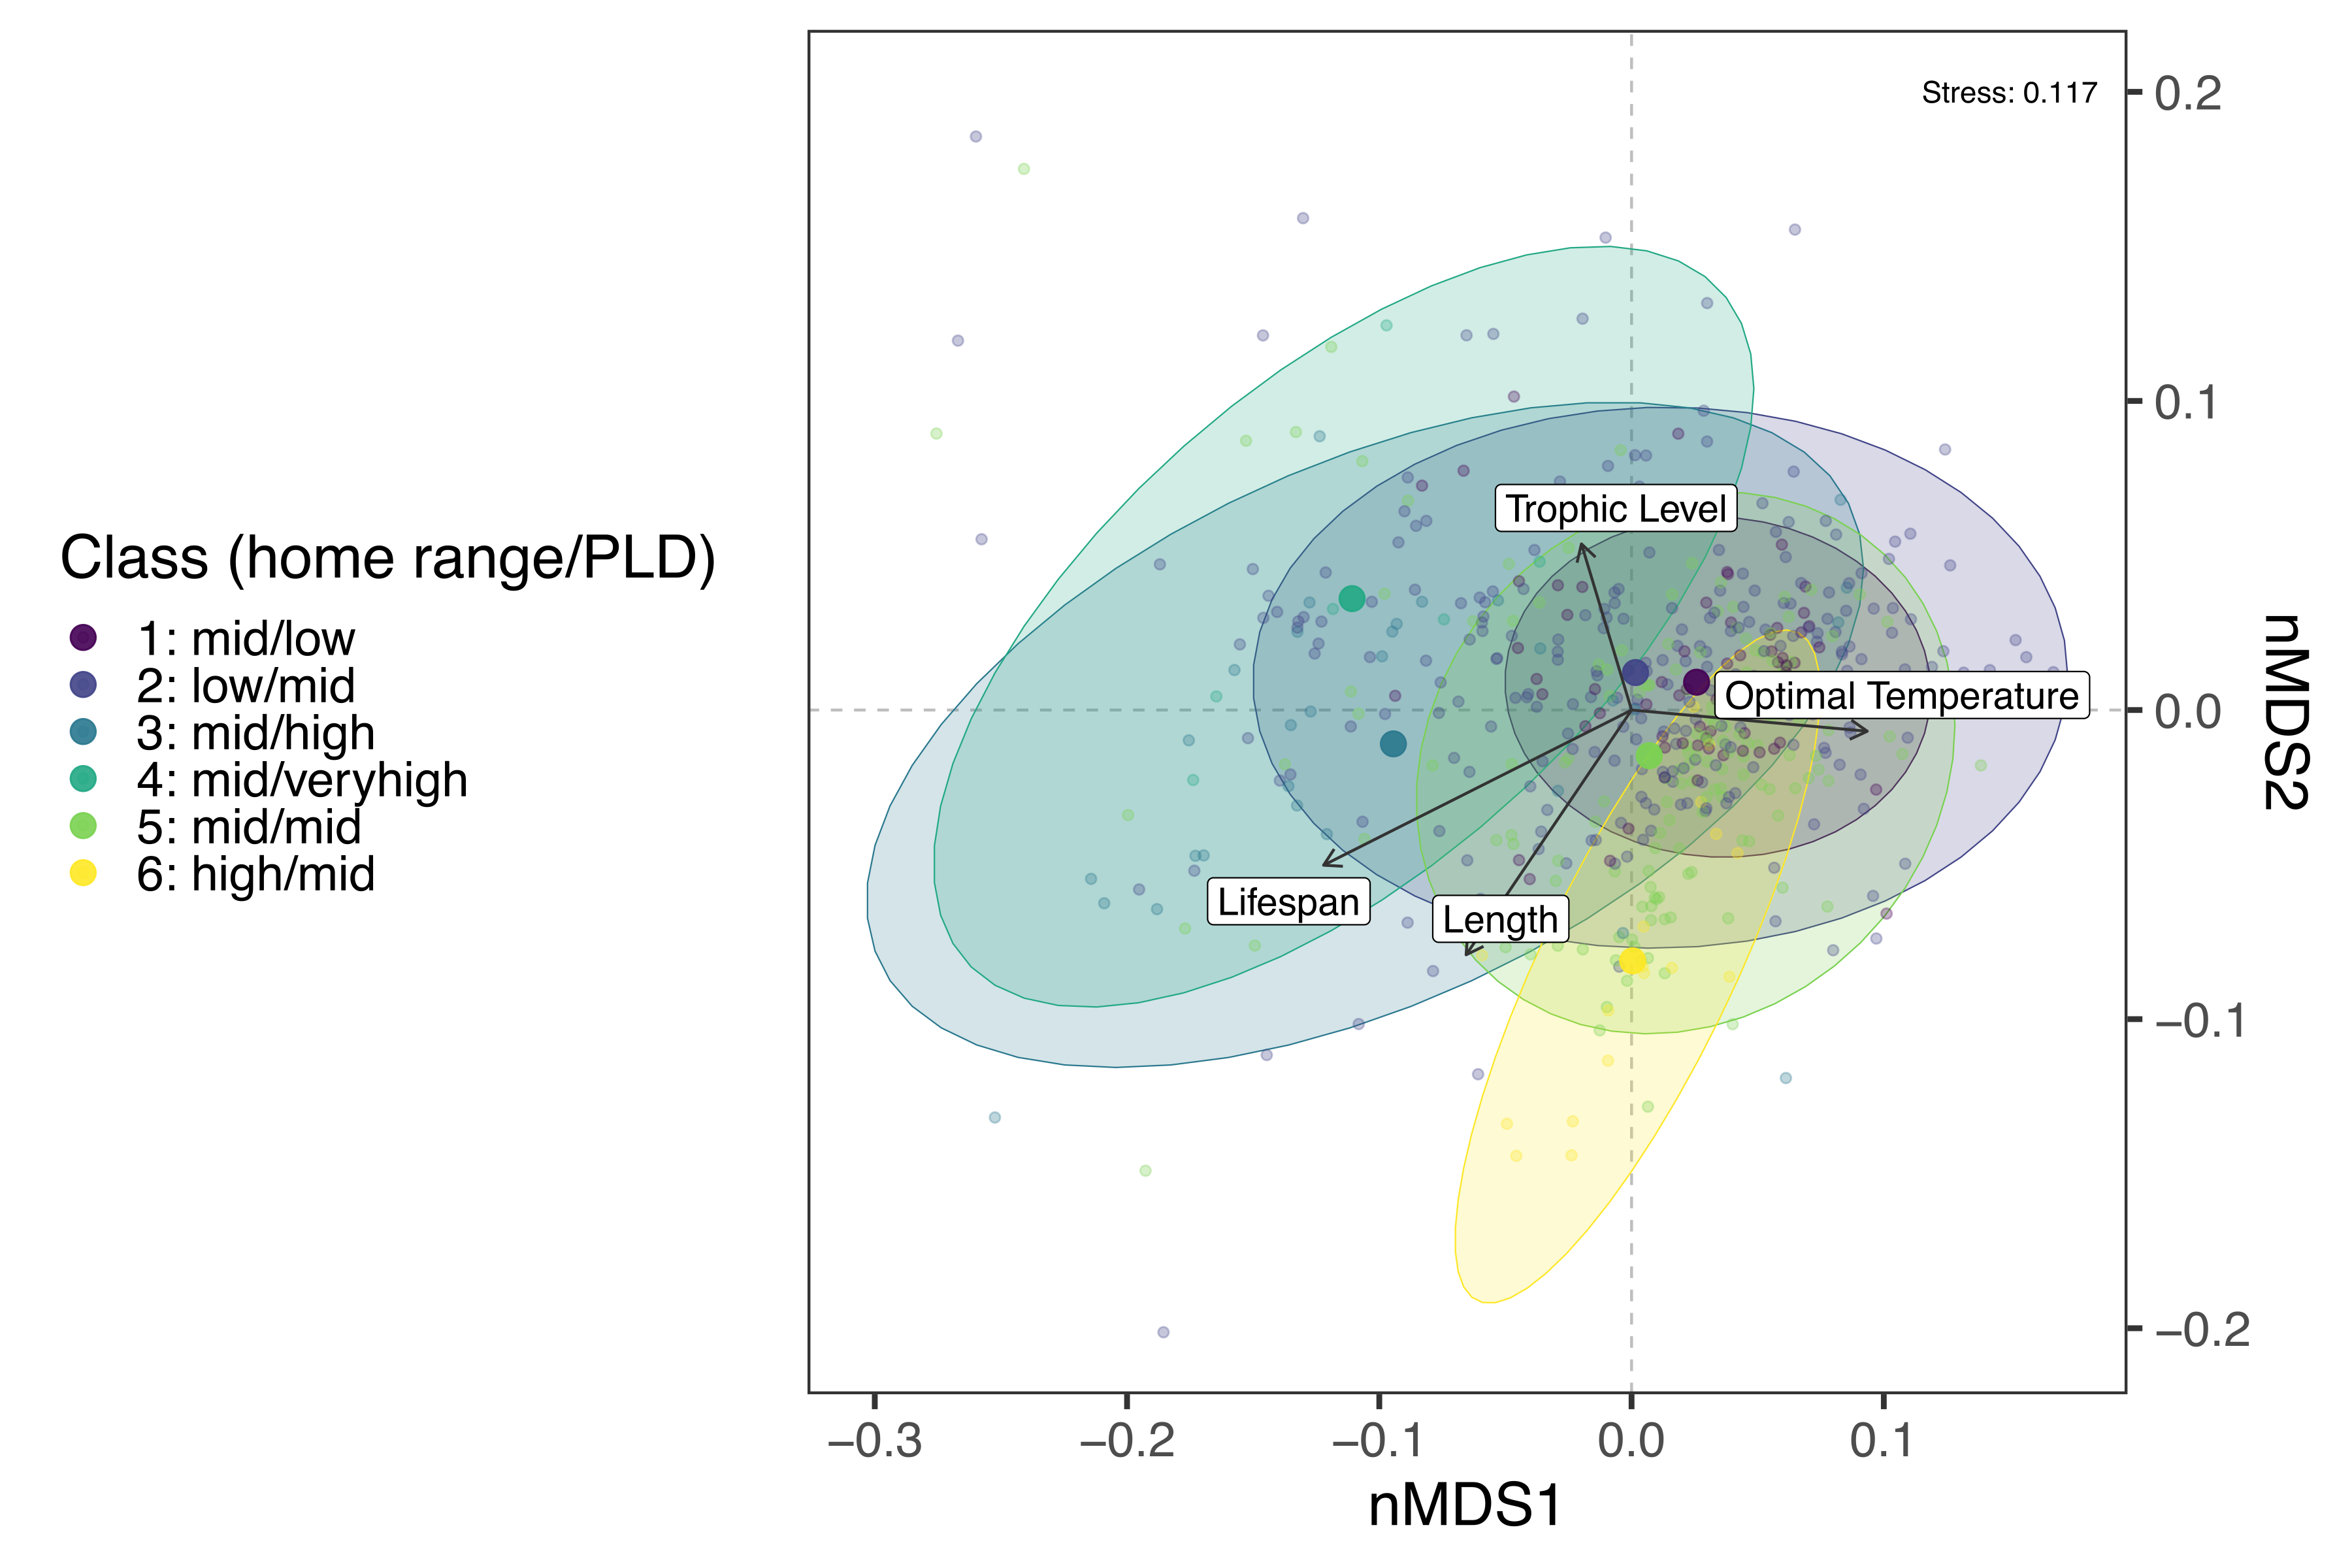 Class (home range/PLD)
1: mid/low
2: low/mid
3: mid/high
4: mid/veryhigh
5: mid/mid
6: high/mid
Stress: 0.117
Trophic Level
Optimal Temperature
Lifespan
Length
0.2
0.1
0.0
−0.1
−0.2
nMDS2
−0.3
−0.2
−0.1
0.0
0.1
nMDS1